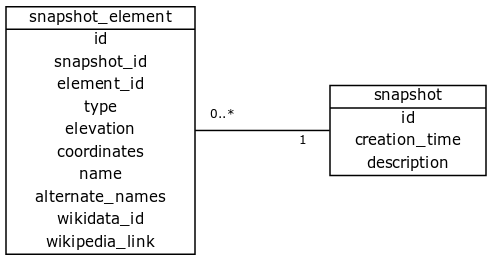 snapshot_element
id
snapshot_id
element_id
type
elevation
coordinates
name
alternate_names
wikidata_id
wikipedia_link
0..*
1
snapshot
id
creation_time
description